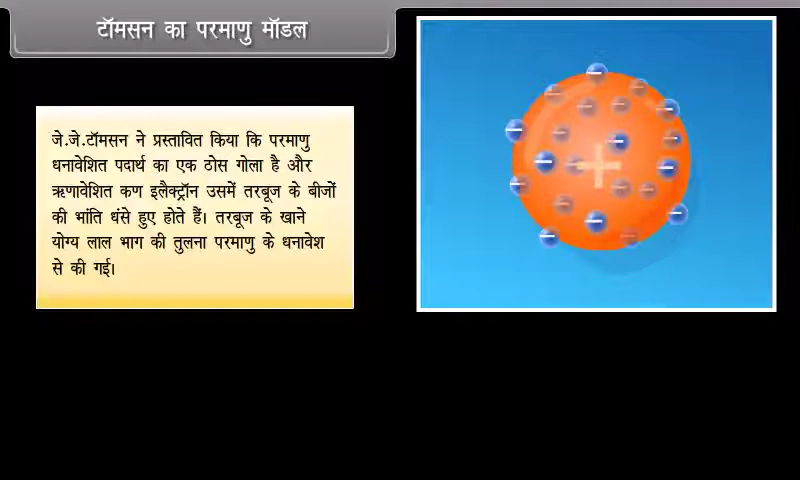 टॉमसन का परमाणु मॉडल
जे.जे.टॉमसन ने प्रस्तावित किया कि परमाणु
धनावेशित पदार्थ का एक ठोस गोला है और
ऋणावेशित कण इलैक्ट्रॉन उसमें तरबूज के बीजों
की भांति धंसे हुए होते हैं। तरबूज के खाने
योग्य लाल भाग की तुलना परमाणु के धनावेश
से की गई।